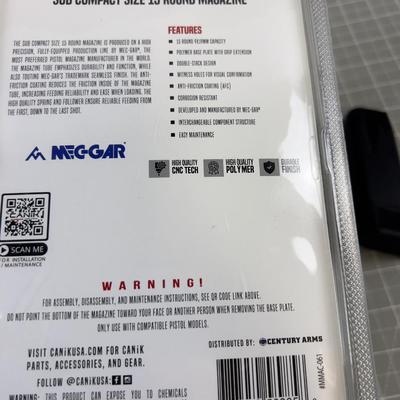 SUB COMPACT SIZE 15 ROUND MAGAZINE
THE SUB COMPACT SIZE 15 ROUND MAGAZINE IS PRODUCED ON A HIGH
PRECISION, FULLY-EQUIPPED PRODUCTION LINE BY MEC-GAR®, THE
MOST PREFERRED PISTOL MAGAZINE MANUFACTURER IN THE WORLD.
THE MAGAZINE TUBE EMPHASIZES DURABILITY AND FUNCTION, WHILE
ALSO TOUTING MEC-GAR'S TRADEMARK SEAMLESS FINISH. THE ANTI-
FRICTION COATING REDUCES THE FRICTION INSIDE OF THE MAGAZINE
TUBE, INCREASING FEEDING RELIABILITY AND EASE WHEN LOADING. THE
HIGH QUALITY SPRING AND FOLLOWER ENSURE RELIABLE FEEDING FROM
THE FIRST, DOWN TO THE LAST SHOT.
FEATURES
15 ROUND 9X19MM CAPACITY
POLYMER BASE PLATE WITH GRIP EXTENSION
DOUBLE-STACK DESIGN
WITNESS HOLES FOR VISUAL CONFIRMATION
ANTI-FRICTION COATING (AFC)
CORROSION RESISTANT
DEVELOPED AND MANUFACTURED BY MEC-GAR®
INTERCHANGEABLE COMPONENT STRUCTURE
EASY MAINTENANCE
MEC-GAR
HIGH QUALITY
CNC TECH
HIGH QUALITY
POLYMER
DURABLE
FINISH
SCAN ME
FOR INSTALLATION
/ MAINTENANCE
WARNING!
FOR ASSEMBLY, DISASSEMBLY, AND MAINTENANCE INSTRUCTIONS, SEE QR CODE LINK ABOVE.
DO NOT POINT THE BOTTOM OF THE MAGAZINE TOWARD YOUR FACE OR ANOTHER PERSON WHEN REMOVING THE BASE PLATE.
ONLY USE WITH COMPATIBLE PISTOL MODELS.
VISIT CANIKUSA.COM FOR CANIK
PARTS, ACCESSORIES, AND GEAR.
FOLLOW @CANIKUSA:
DISTRIBUTED BY: CENTURY ARMS
#MMAC-061
WARNING: THIS PRODUCT CAN EXPOSE YOU TO CHEMICALS